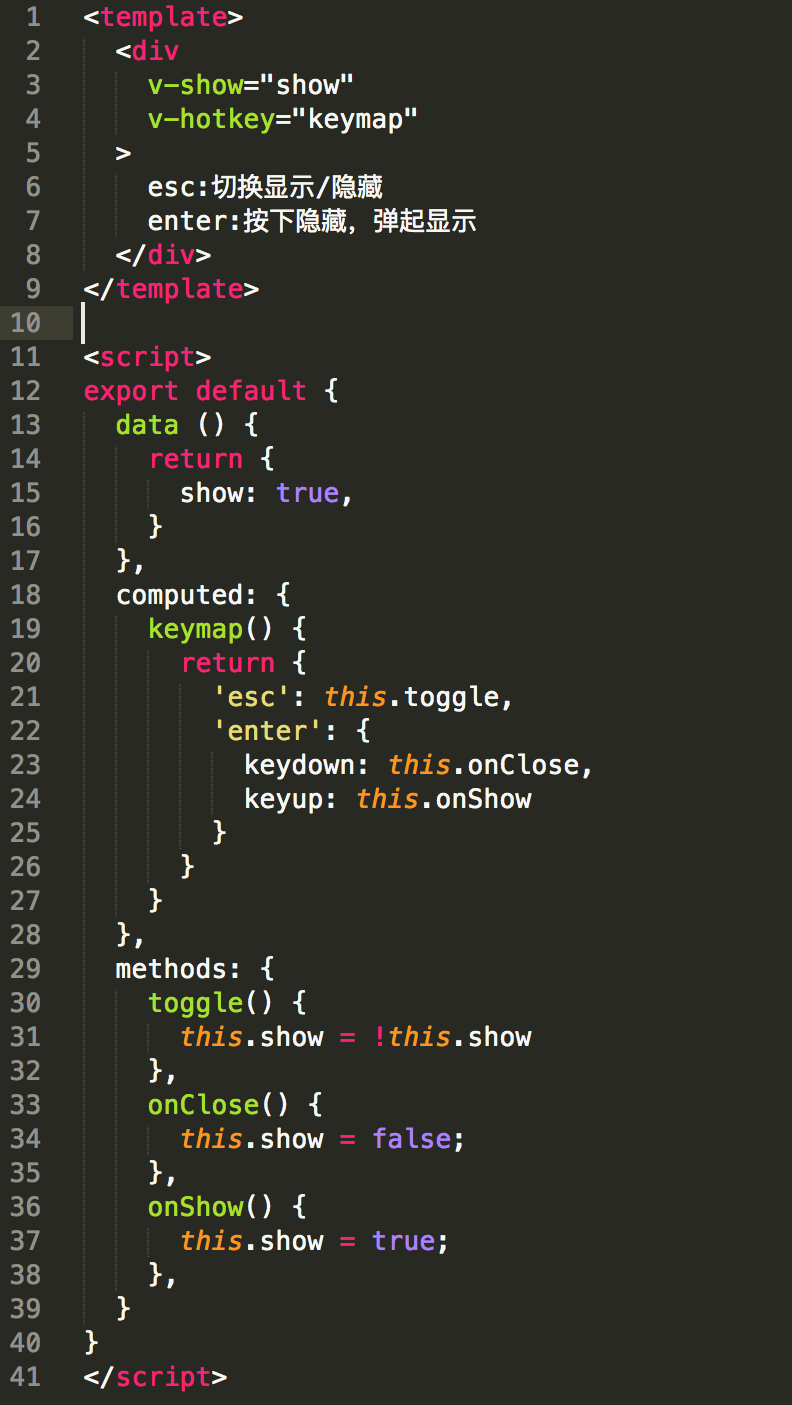 1 <template>
2   <div
3     v-show="show"
4     v-hotkey="keymap"
5   >
6     esc:切换显示/隐藏
7     enter:按下隐藏，弹起显示
8   </div>
9 </template>
10
11 <script>
12 export default {
13   data () {
14     return {
15       show: true,
16     }
17   },
18   computed: {
19     keymap() {
20       return {
21         'esc': this.toggle,
22         'enter': {
23           keydown: this.onClose,
24           keyup: this.onShow
25         }
26       }
27     }
28   },
29   methods: {
30     toggle() {
31       this.show = !this.show
32     },
33     onClose() {
34       this.show = false;
35     },
36     onShow() {
37       this.show = true;
38     },
39   }
40 }
41 </script>